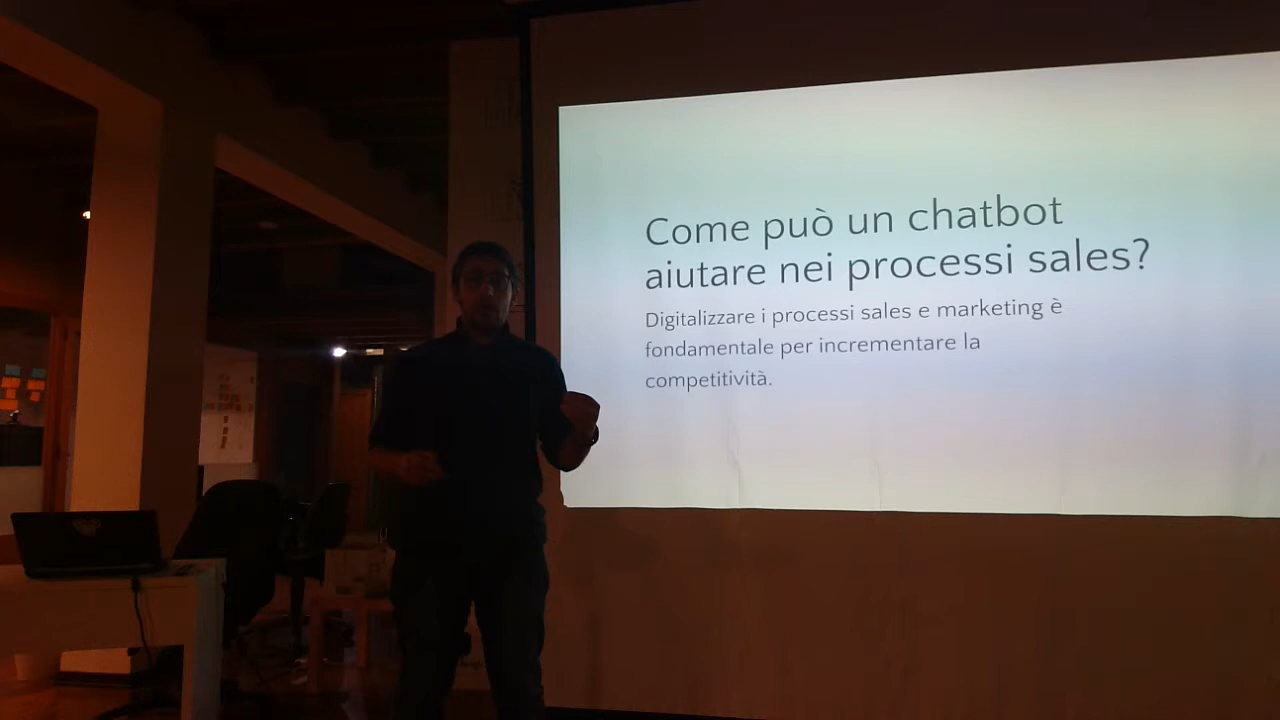 Come può un chatbot
aiutare nei processi sales?
Digitalizzare i processi sales e marketing è
fondamentale per incrementare la
competitività.